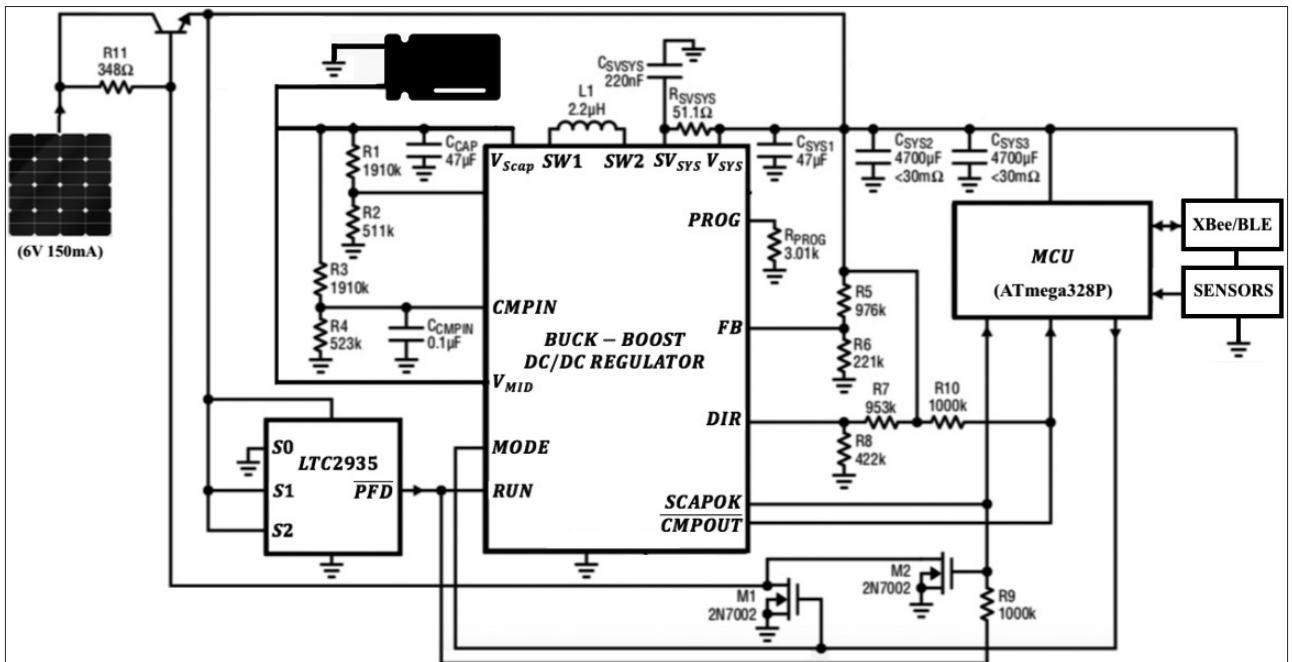 R11
348Ω
(6V 150mA)
L1
2.2µH
CSVSYS
220nF
RSVSYS
51.1Ω
R1
1910k
CCAP
47µF
R2
511k
R3
1910k
R4
523k
CCMPIN
0.1µF
VScap
SW1
SW2
SVSYS
VSYS
CMPIN
VMID
MODE
RUN
BUCK – BOOST
DC/DC REGULATOR
PROG
FB
DIR
SCAPOK
CMPOUT
CSYS1
47µF
CSYS2
4700µF
<30mΩ
CSYS3
4700µF
<30mΩ
RPROG
3.01k
R5
976k
R6
221k
R7
953k
R10
1000k
R8
422k
MCU
(ATmega328P)
XBee/BLE
SENSORS
S0
S1
S2
LTC2935
PFD
M1
2N7002
M2
2N7002
R9
1000k